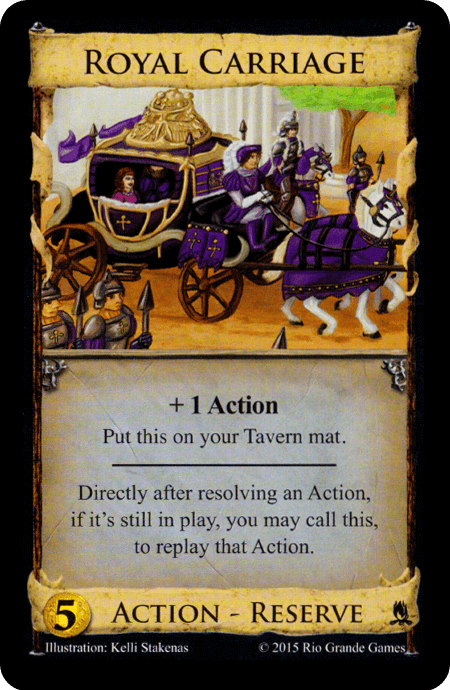 ROYAL CARRIAGE
+ 1 Action
Put this on your Tavern mat.
Directly after resolving an Action,
if it's still in play, you may call this,
to replay that Action.
5 ACTION - RESERVE
Illustration: Kelli Stakenas © 2015 Rio Grande Games